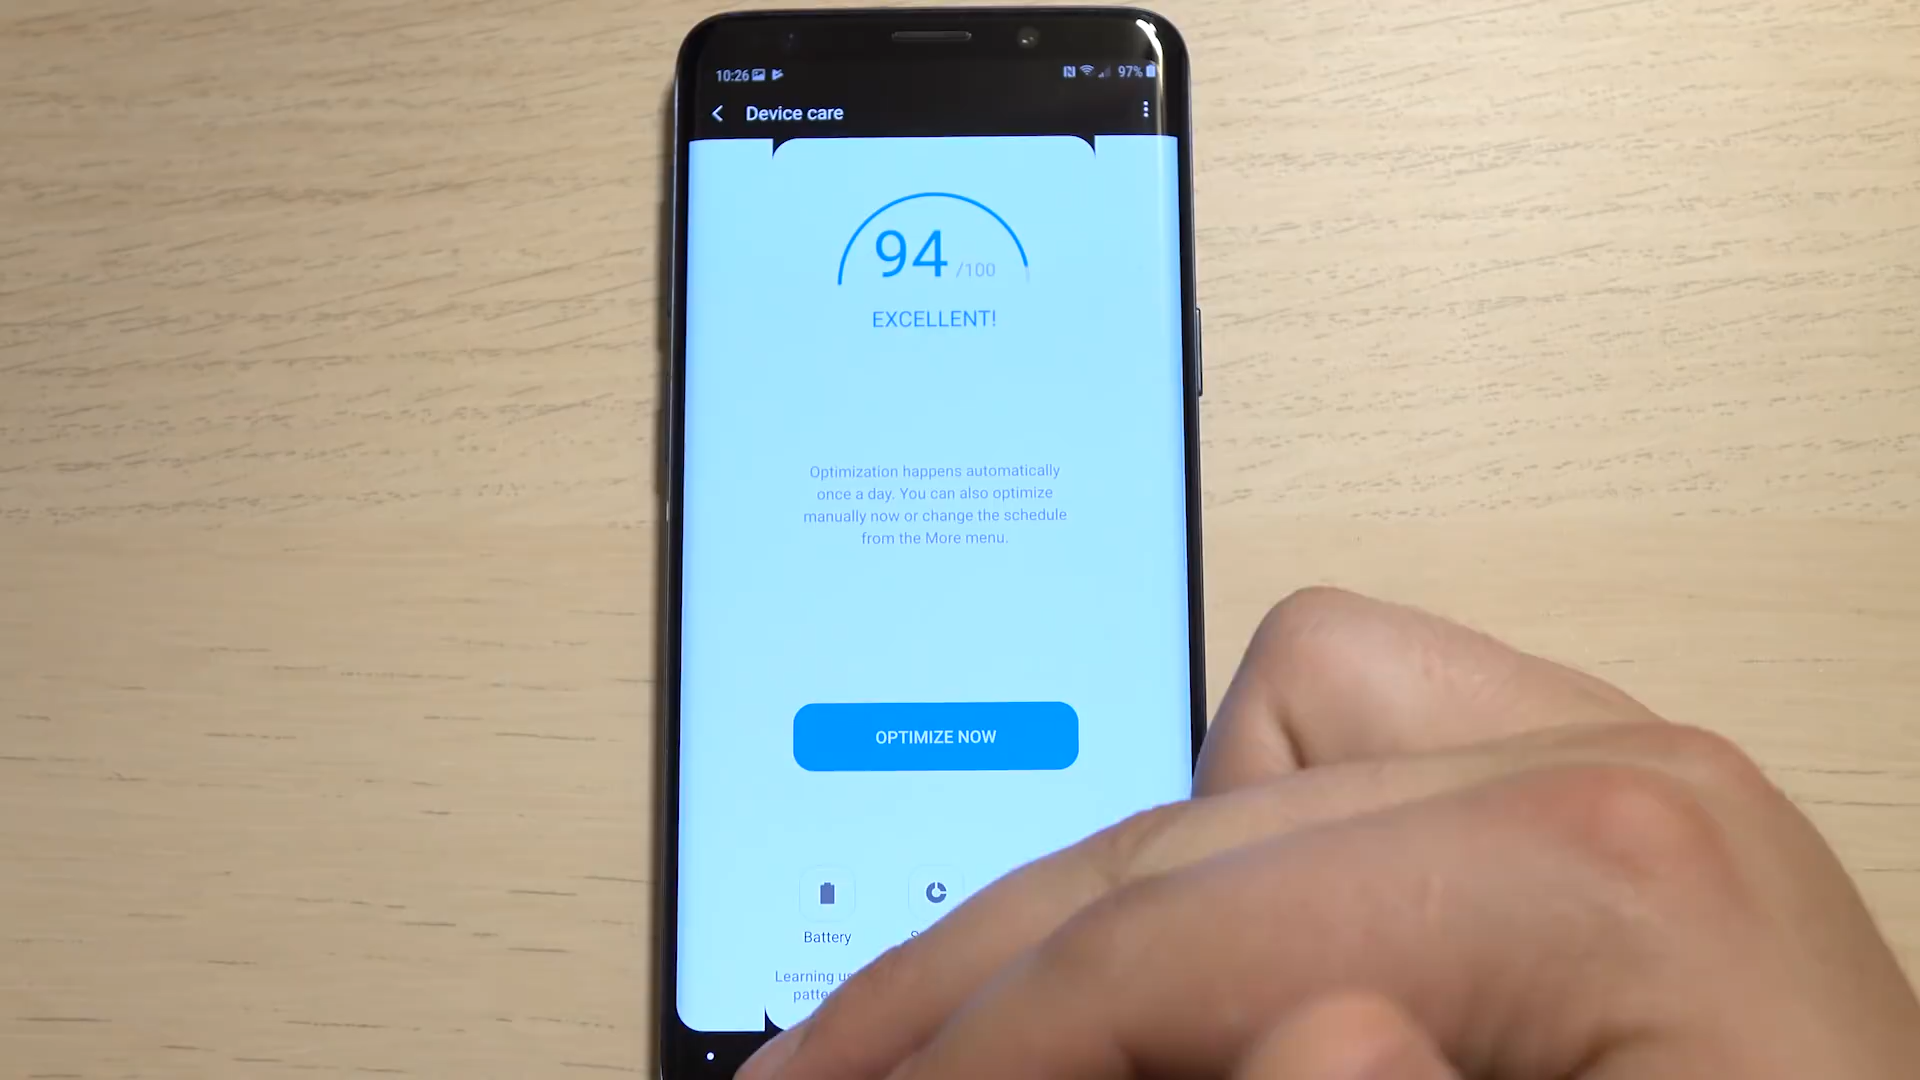 10:26
97%
Device care
94 /100
EXCELLENT!
Optimization happens automatically
once a day. You can also optimize
manually now or change the schedule
from the More menu.
OPTIMIZE NOW
Battery
Learning